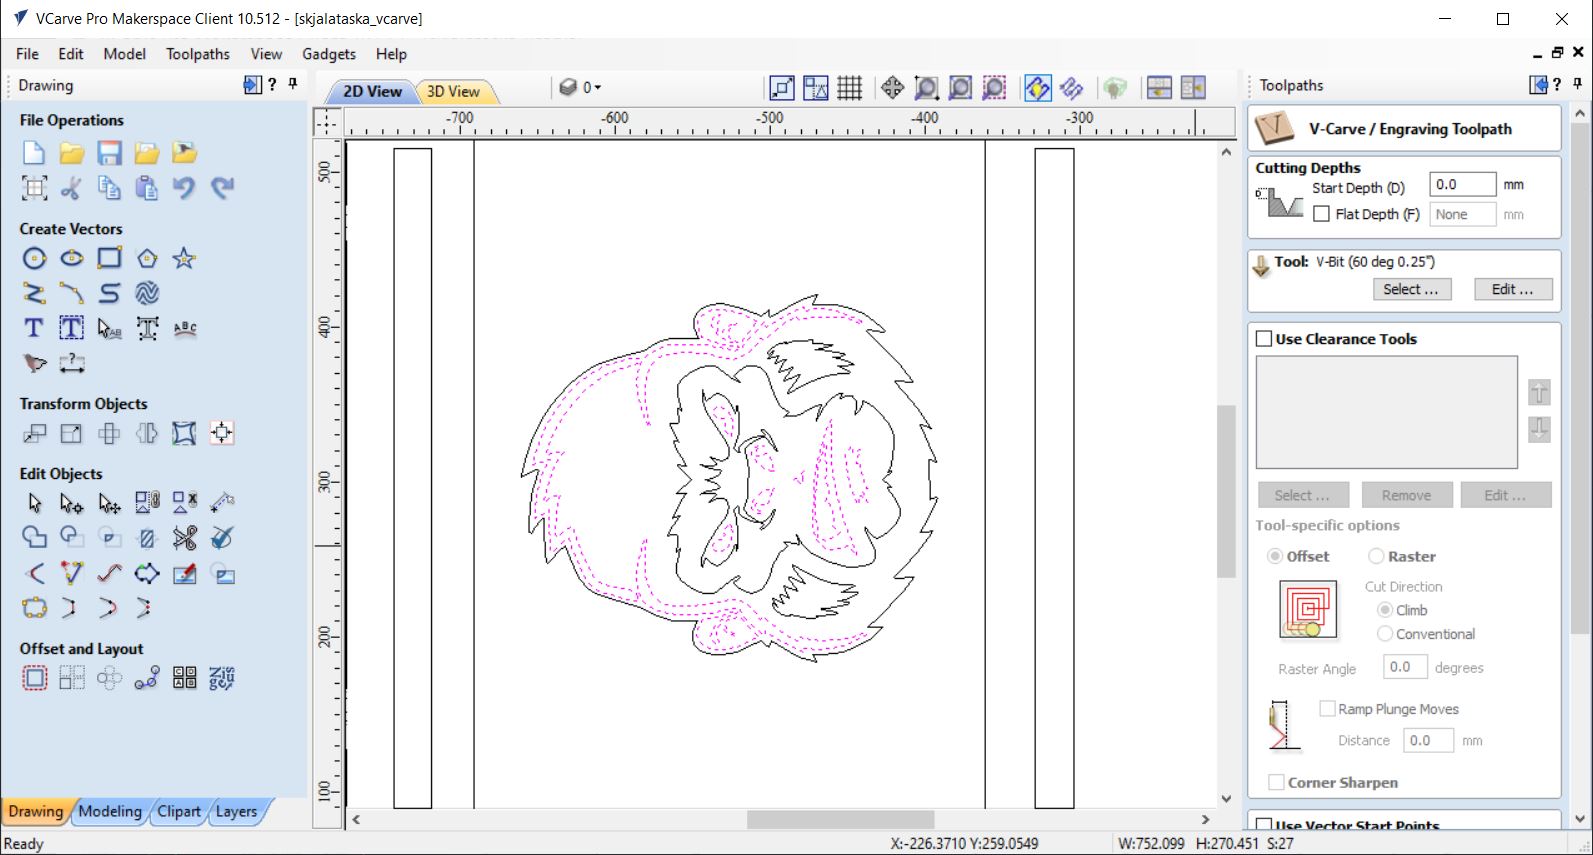 VCarve Pro Makerspace Client 10.512 - [skjalataska_vcarve]
File Edit Model Toolpaths View Gadgets Help
Drawing ?
File Operations
Create Vectors
T T AB ABC
?
Transform Objects
Edit Objects
Offset and Layout
Drawing Modeling Clipart Layers
Ready
2D View 3D View
0
-700 -600 -500 -400 -300
500
400
300
200
100
X:-226.3710 Y:259.0549
W:752.099 H:270.451 S:27
Toolpaths ?
V-Carve / Engraving Toolpath
Cutting Depths
D
Start Depth (D) 0.0 mm
Flat Depth (F) None mm
Tool: V-Bit (60 deg 0.25")
Select ... Edit ...
Use Clearance Tools
Select ... Remove Edit ...
Tool-specific options
Offset Raster
Cut Direction
Climb
Conventional
Raster Angle 0.0 degrees
Ramp Plunge Moves
Distance 0.0 mm
Corner Sharpen
Use Vector Start Points